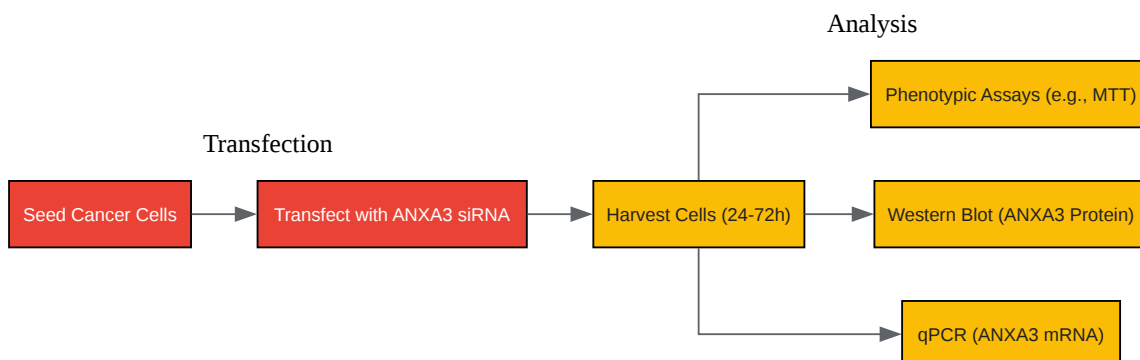 Analysis
Phenotypic Assays (e.g., MTT)
Transfection
Seed Cancer Cells
Transfect with ANXA3 siRNA
Harvest Cells (24-72h)
Western Blot (ANXA3 Protein)
qPCR (ANXA3 mRNA)